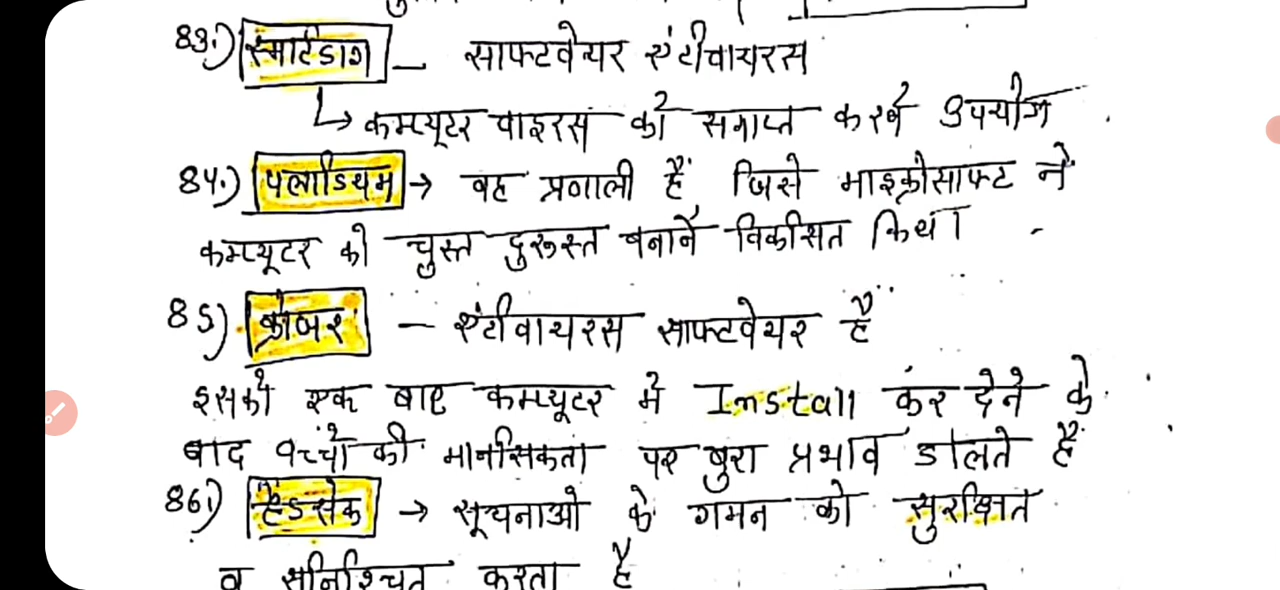 83.) स्मार्टडाग — साफ्टवेयर एंटीवायरस
↳ कम्प्यूटर वाइरस को समाप्त करने उपयोग .
84.) पलाडियम → वह प्रणाली हैं जिसे माइक्रोसाफ्ट ने
कम्प्यूटर को चुस्त दुरूस्त बनाने विकसित किया।
85) क्रोबर — एंटीवायरस साफ्टवेयर हैं
इसको एक बार कम्प्यूटर में Install कर देने के
बाद बच्चों की मानसिकता पर बुरा प्रभाव डालते हैं
86) हैंडसेक → सूचनाओ के गमन को सुरक्षित
व सुनिश्चित करता है